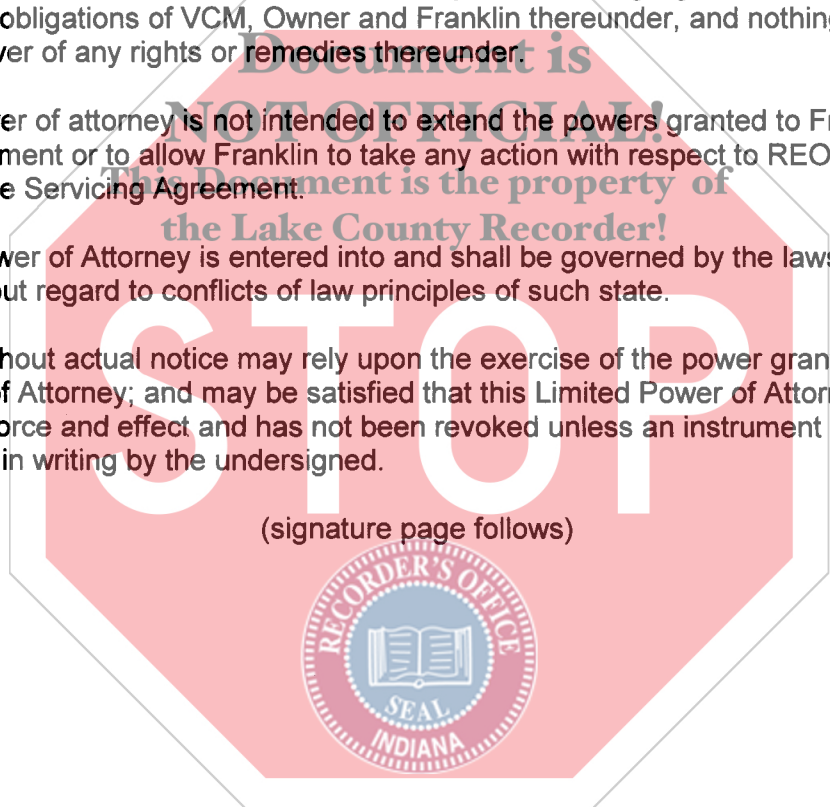 obligations of VCM, Owner and Franklin thereunder, and nothing
er of any rights or remedies thereunder.
Document is
NOT OFFICIAL!
er of attorney is not intended to extend the powers granted to Fr
ment or to allow Franklin to take any action with respect to REO
e Servicing Agreement.
This Document is the property of
the Lake County Recorder!
wer of Attorney is entered into and shall be governed by the laws
out regard to conflicts of law principles of such state.
STOP
hout actual notice may rely upon the exercise of the power gran
of Attorney; and may be satisfied that this Limited Power of Attor
orce and effect and has not been revoked unless an instrument
in writing by the undersigned.
(signature page follows)
RECORDER'S OFFICE
SEAL
INDIANA